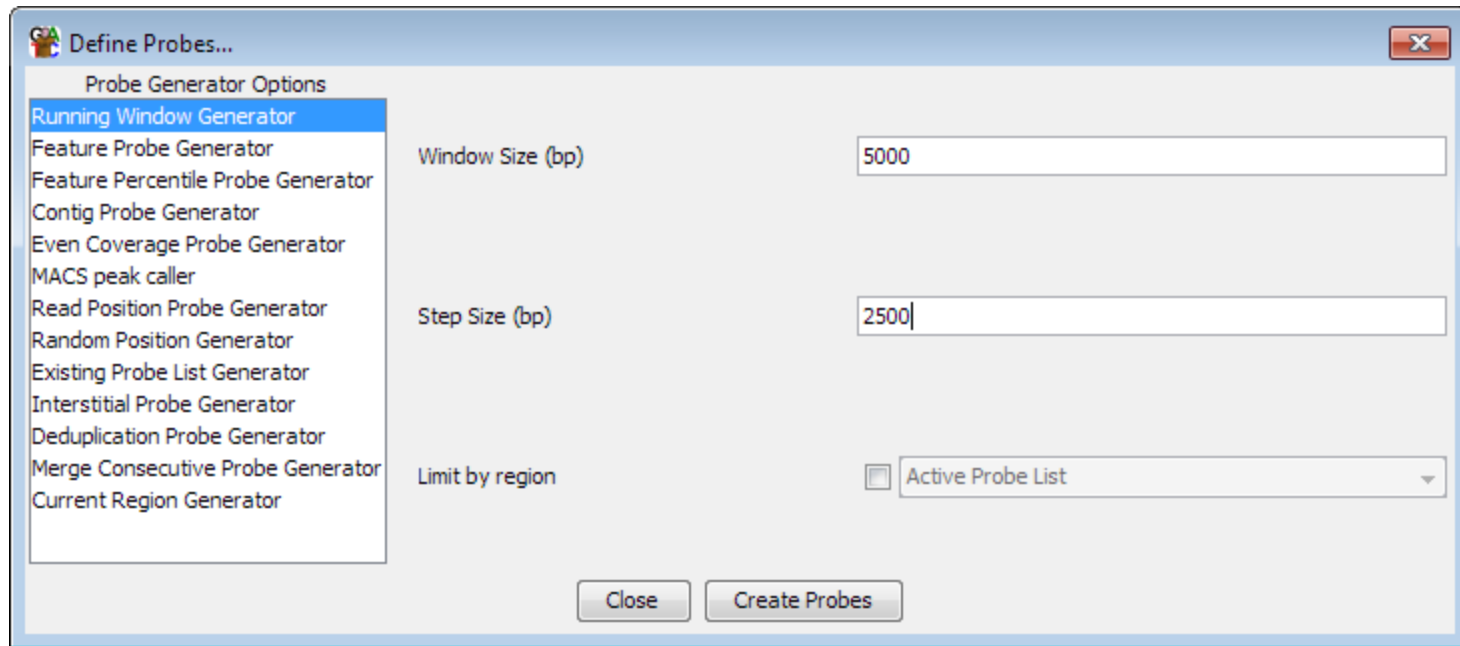 Define Probes...
Probe Generator Options
Running Window Generator
Feature Probe Generator
Feature Percentile Probe Generator
Contig Probe Generator
Even Coverage Probe Generator
MACS peak caller
Read Position Probe Generator
Random Position Generator
Existing Probe List Generator
Interstitial Probe Generator
Deduplication Probe Generator
Merge Consecutive Probe Generator
Current Region Generator
Window Size (bp) 5000
Step Size (bp) 2500
Limit by region Active Probe List
Close Create Probes